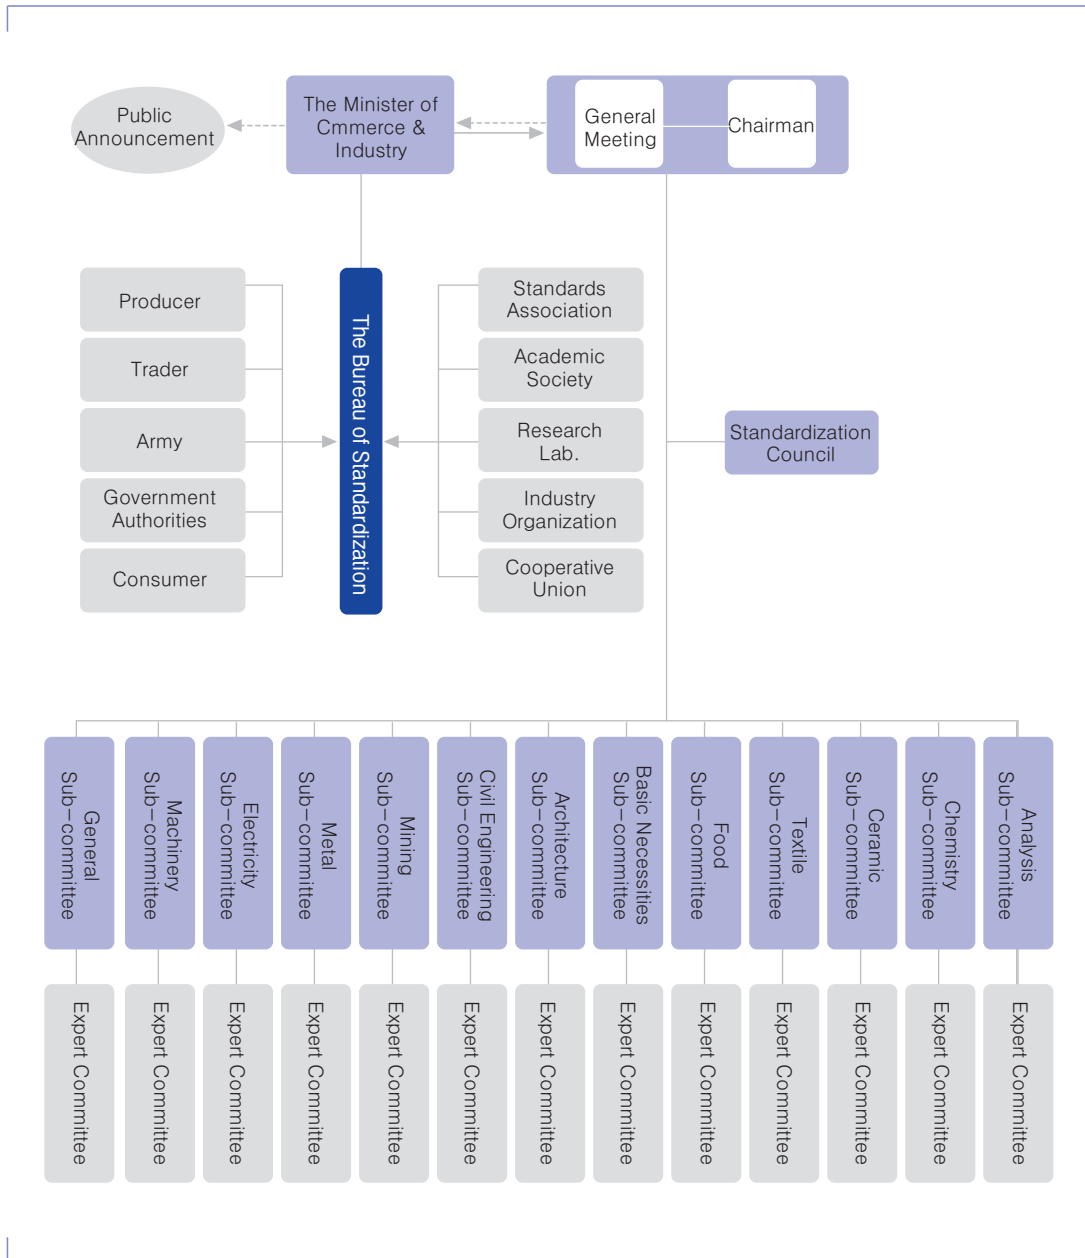 Public
Announcement
The Minister of
Cmmerce &
Industry
General
Meeting
Chairman
Producer
Trader
Army
Government
Authorities
Consumer
The Bureau of Standardization
Standards
Association
Academic
Society
Research
Lab.
Industry
Organization
Cooperative
Union
Standardization
Council
General
Sub-committee
Machinery
Sub-committee
Electricity
Sub-committee
Metal
Sub-committee
Mining
Sub-committee
Civil Engineering
Sub-committee
Architecture
Sub-committee
Basic Necessities
Sub-committee
Food
Sub-committee
Textile
Sub-committee
Ceramic
Sub-committee
Chemistry
Sub-committee
Analysis
Sub-committee
Expert Committee
Expert Committee
Expert Committee
Expert Committee
Expert Committee
Expert Committee
Expert Committee
Expert Committee
Expert Committee
Expert Committee
Expert Committee
Expert Committee
Expert Committee